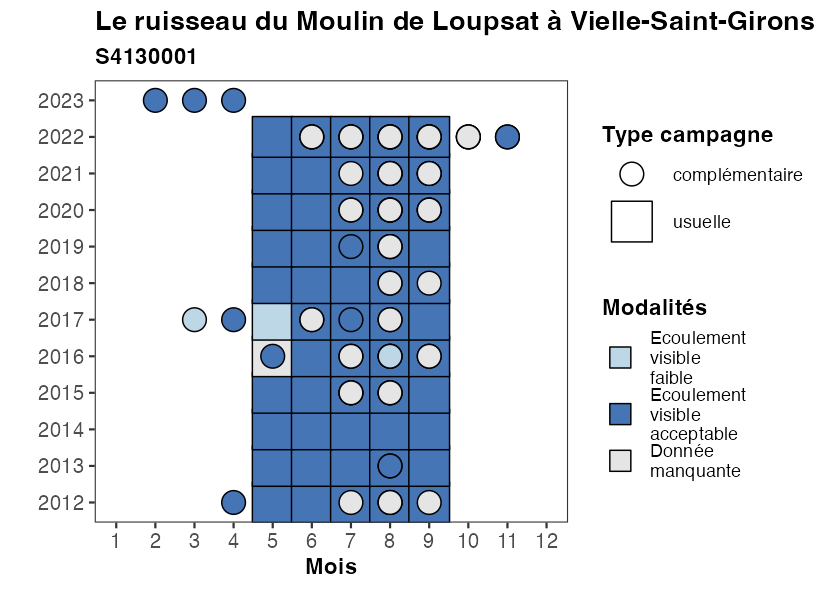 Le ruisseau du Moulin de Loupsat à Vielle-Saint-Girons
S4130001
2023
2022
2021
2020
2019
2018
2017
2016
2015
2014
2013
2012
1 2 3 4 5 6 7 8 9 10 11 12
Mois
Type campagne
complémentaire
usuelle
Modalités
Ecoulement
visible
faible
Ecoulement
visible
acceptable
Donnée
manquante